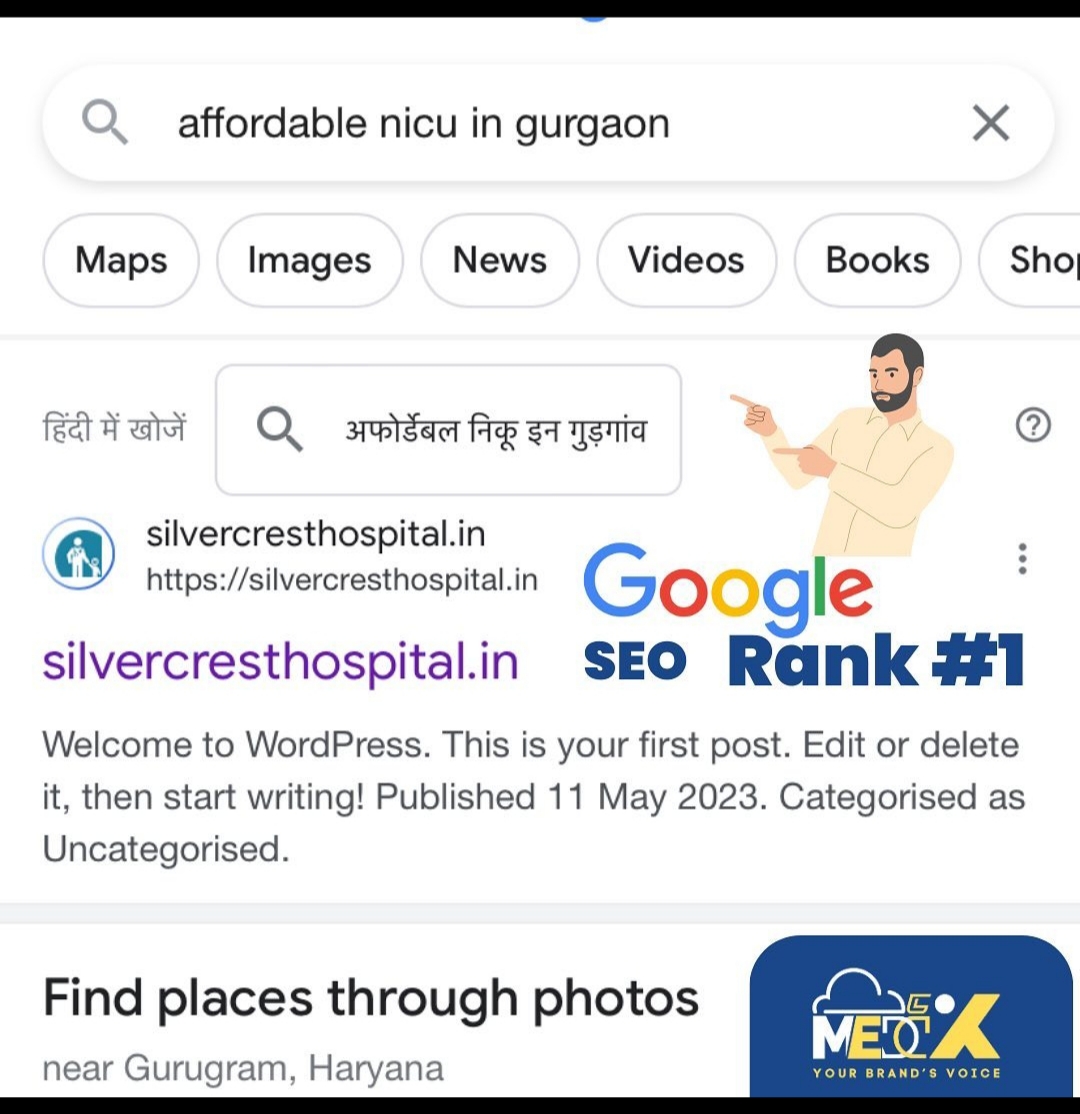 affordable nicu in gurgaon
Maps Images News Videos Books Shop
हिंदी में खोजें अफोर्डेबल निकू इन गुड़गांव
silvercresthospital.in
https://silvercresthospital.in
silvercresthospital.in
Google
SEO Rank #1
Welcome to WordPress. This is your first post. Edit or delete
it, then start writing! Published 11 May 2023. Categorised as
Uncategorised.
Find places through photos
near Gurugram, Haryana
YOUR BRAND'S VOICE